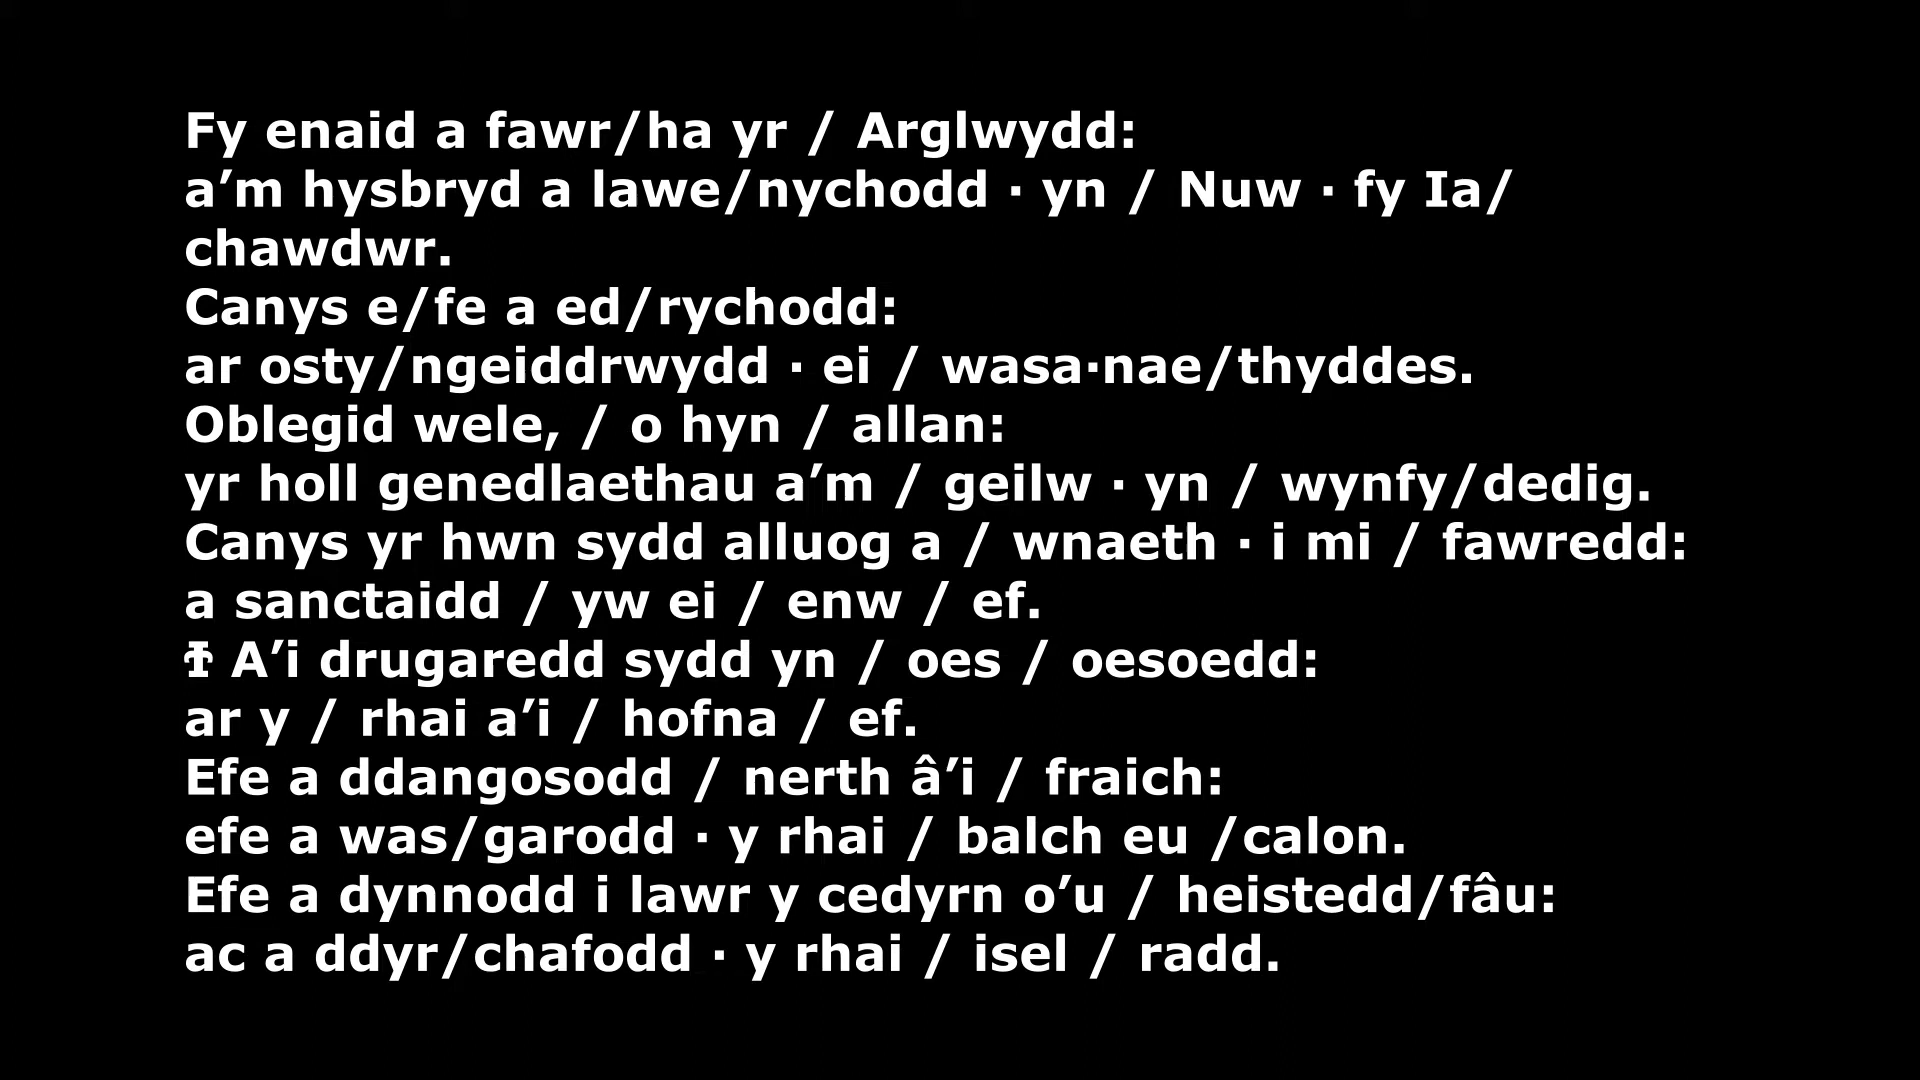 Fy enaid a fawr/ha yr / Arglwydd:
a’m hysbryd a lawe/nychodd · yn / Nuw · fy Ia/
chawdwr.
Canys e/fe a ed/rychodd:
ar osty/ngeiddrwydd · ei / wasa·nae/thyddes.
Oblegid wele, / o hyn / allan:
yr holl genedlaethau a’m / geilw · yn / wynfy/dedig.
Canys yr hwn sydd alluog a / wnaeth · i mi / fawredd:
a sanctaidd / yw ei / enw / ef.
A’i drugaredd sydd yn / oes / oesoedd:
ar y / rhai a’i / hofna / ef.
Efe a ddangosodd / nerth â’i / fraich:
efe a was/garodd · y rhai / balch eu /calon.
Efe a dynnodd i lawr y cedyrn o’u / heistedd/fâu:
ac a ddyr/chafodd · y rhai / isel / radd.